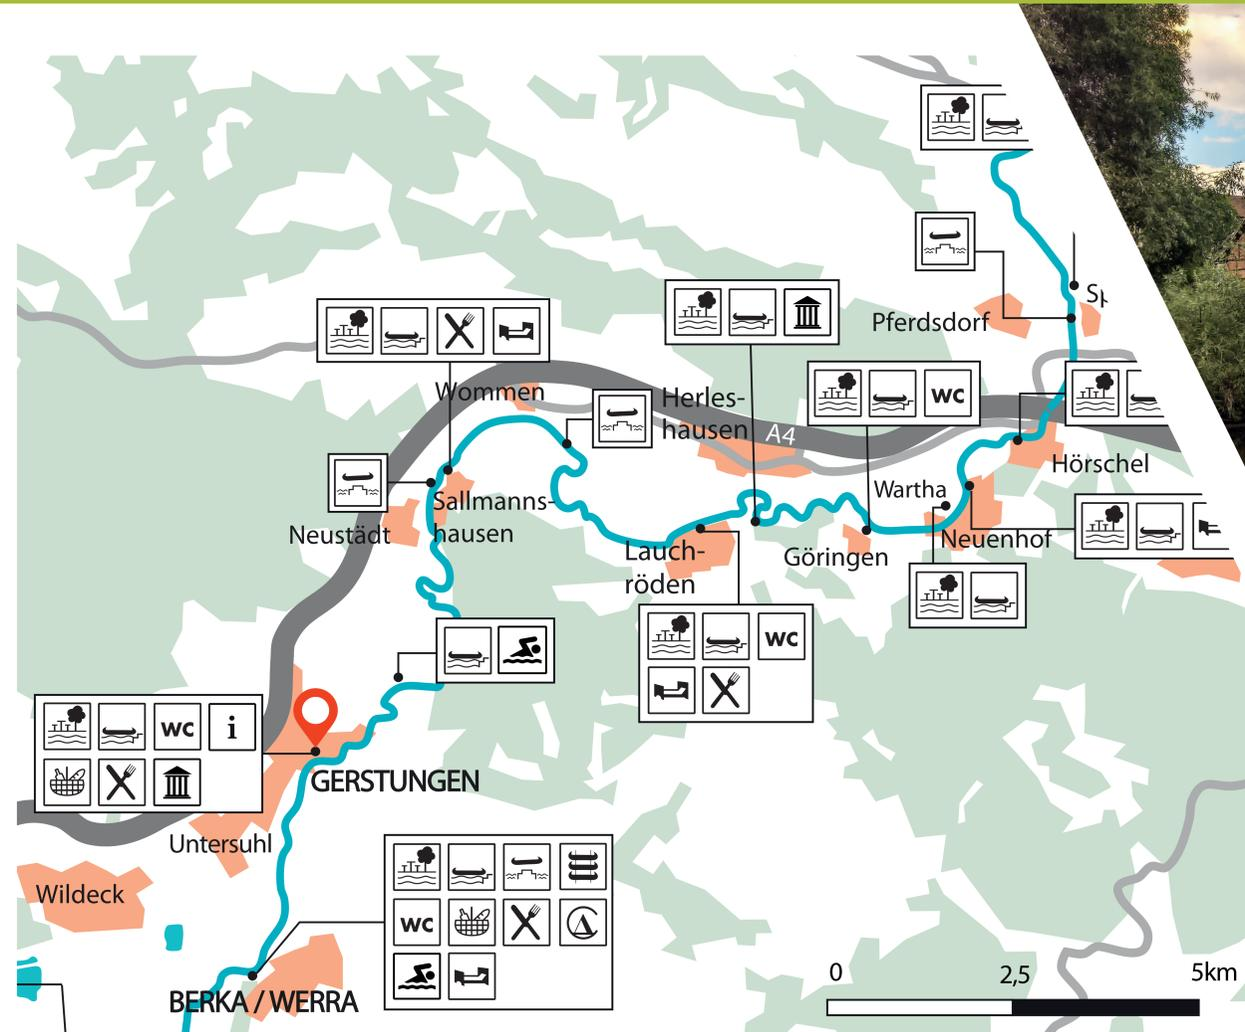 Sp
Pferdsdorf
Wommen
Herles-
hausen
A4
WC
Hörschel
Sallmanns-
hausen
Wartha
Neustädt
Neuenhof
Lauch-
röden
Göringen
WC
WC
i
GERSTUNGEN
Untersuhl
Wildeck
WC
BERKA / WERRA
0
2,5
5km